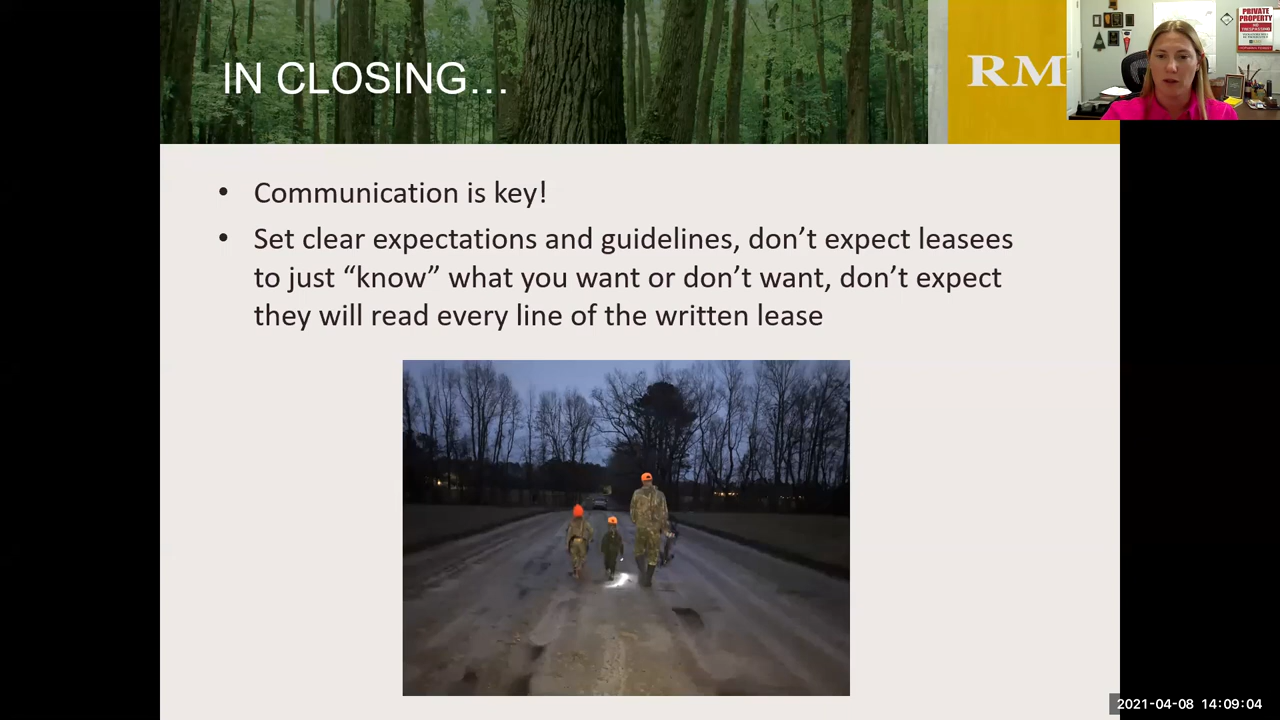 IN CLOSING…
RM
PRIVATE
PROPERTY
• Communication is key!
• Set clear expectations and guidelines, don’t expect leasees
to just “know” what you want or don’t want, don’t expect
they will read every line of the written lease
2021-04-08 14:09:04